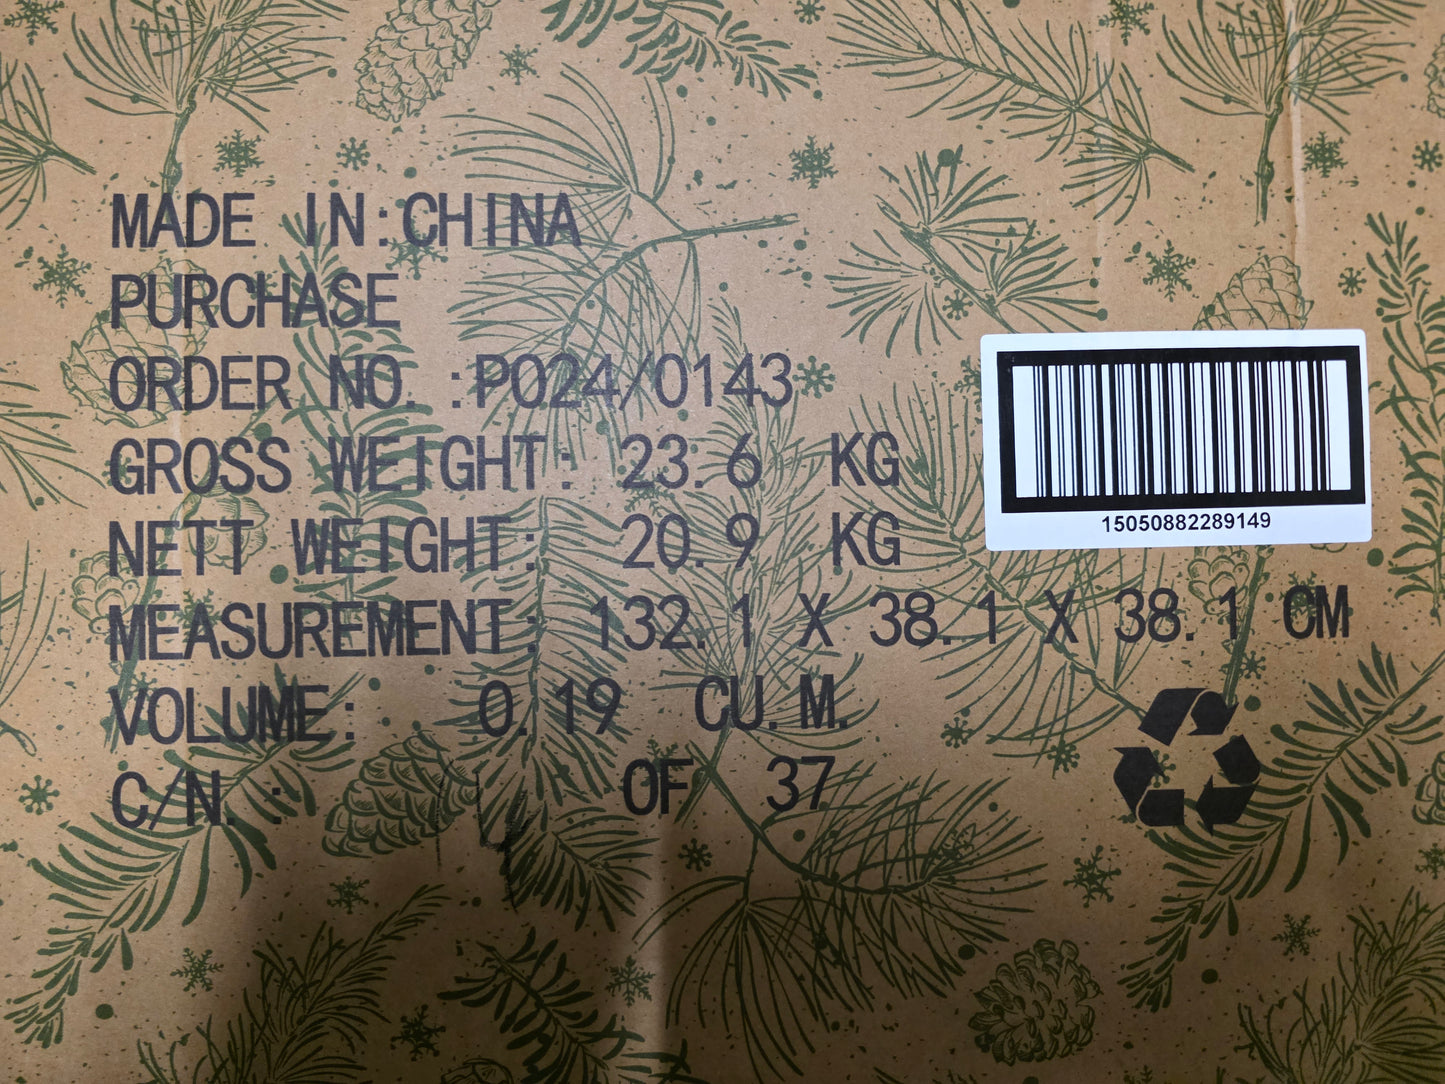 MADE IN:CHINA
PURCHASE
ORDER NO. :PO24/0143
GROSS WEIGHT: 23.6 KG
NETT WEIGHT: 20.9 KG
MEASUREMENT: 132.1 X 38.1 X 38.1 CM
VOLUME: 0.19 CU.M.
C/N. : OF 37
15050882289149